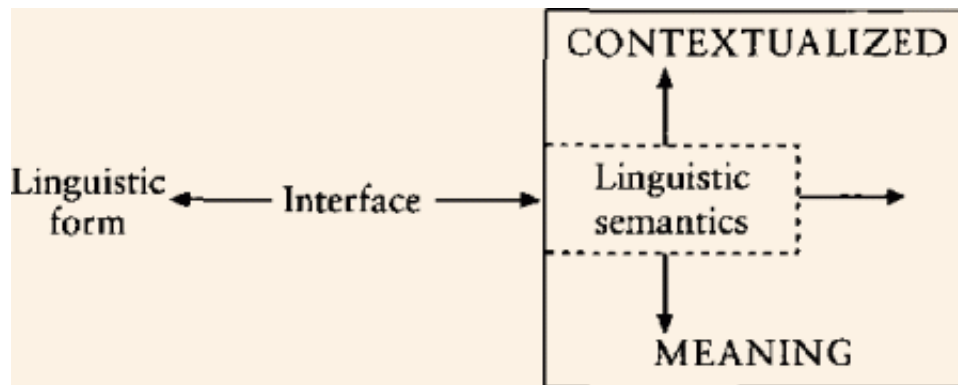 CONTEXTUALIZED
Linguistic
form
Interface
Linguistic
semantics
MEANING